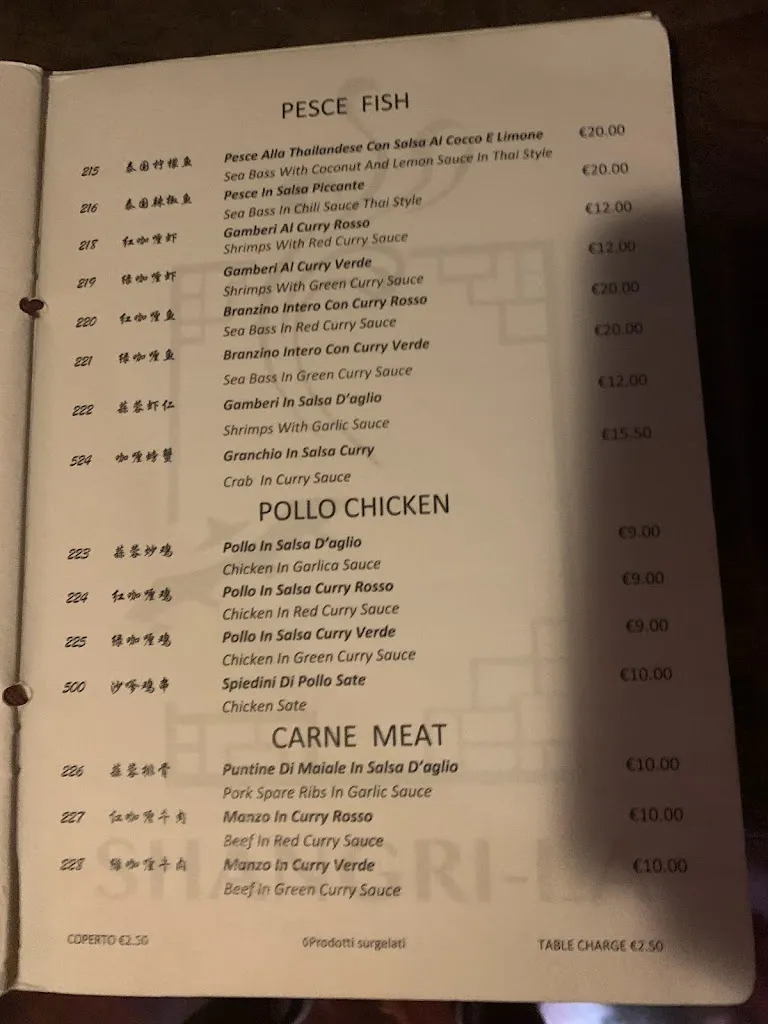 PESCE FISH
215 泰国柠檬鱼 Pesce Alla Thailandese Con Salsa Al Cocco E Limone €20.00
Sea Bass With Coconut And Lemon Sauce In Thai Style
216 泰国辣椒鱼 Pesce In Salsa Piccante €20.00
Sea Bass In Chili Sauce Thai Style
218 红咖喱虾 Gamberi Al Curry Rosso €12.00
Shrimps With Red Curry Sauce
219 绿咖喱虾 Gamberi Al Curry Verde €12.00
Shrimps With Green Curry Sauce
220 红咖喱鱼 Branzino Intero Con Curry Rosso €20.00
Sea Bass In Red Curry Sauce
221 绿咖喱鱼 Branzino Intero Con Curry Verde €20.00
Sea Bass In Green Curry Sauce
222 蒜蓉虾仁 Gamberi In Salsa D'aglio €12.00
Shrimps With Garlic Sauce
524 咖喱螃蟹 Granchio In Salsa Curry €15.50
Crab In Curry Sauce
POLLO CHICKEN
223 蒜蓉炒鸡 Pollo In Salsa D'aglio €9.00
Chicken In Garlica Sauce
224 红咖喱鸡 Pollo In Salsa Curry Rosso €9.00
Chicken In Red Curry Sauce
225 绿咖喱鸡 Pollo In Salsa Curry Verde €9.00
Chicken In Green Curry Sauce
500 沙嗲鸡串 Spiedini Di Pollo Sate €10.00
Chicken Sate
CARNE MEAT
226 蒜蓉排骨 Puntine Di Maiale In Salsa D'aglio €10.00
Pork Spare Ribs In Garlic Sauce
227 红咖喱牛肉 Manzo In Curry Rosso €10.00
Beef In Red Curry Sauce
228 绿咖喱牛肉 Manzo In Curry Verde €10.00
Beef In Green Curry Sauce
SHANGRI-LA
COPERTO €2.50 ◊Prodotti surgelati TABLE CHARGE €2.50